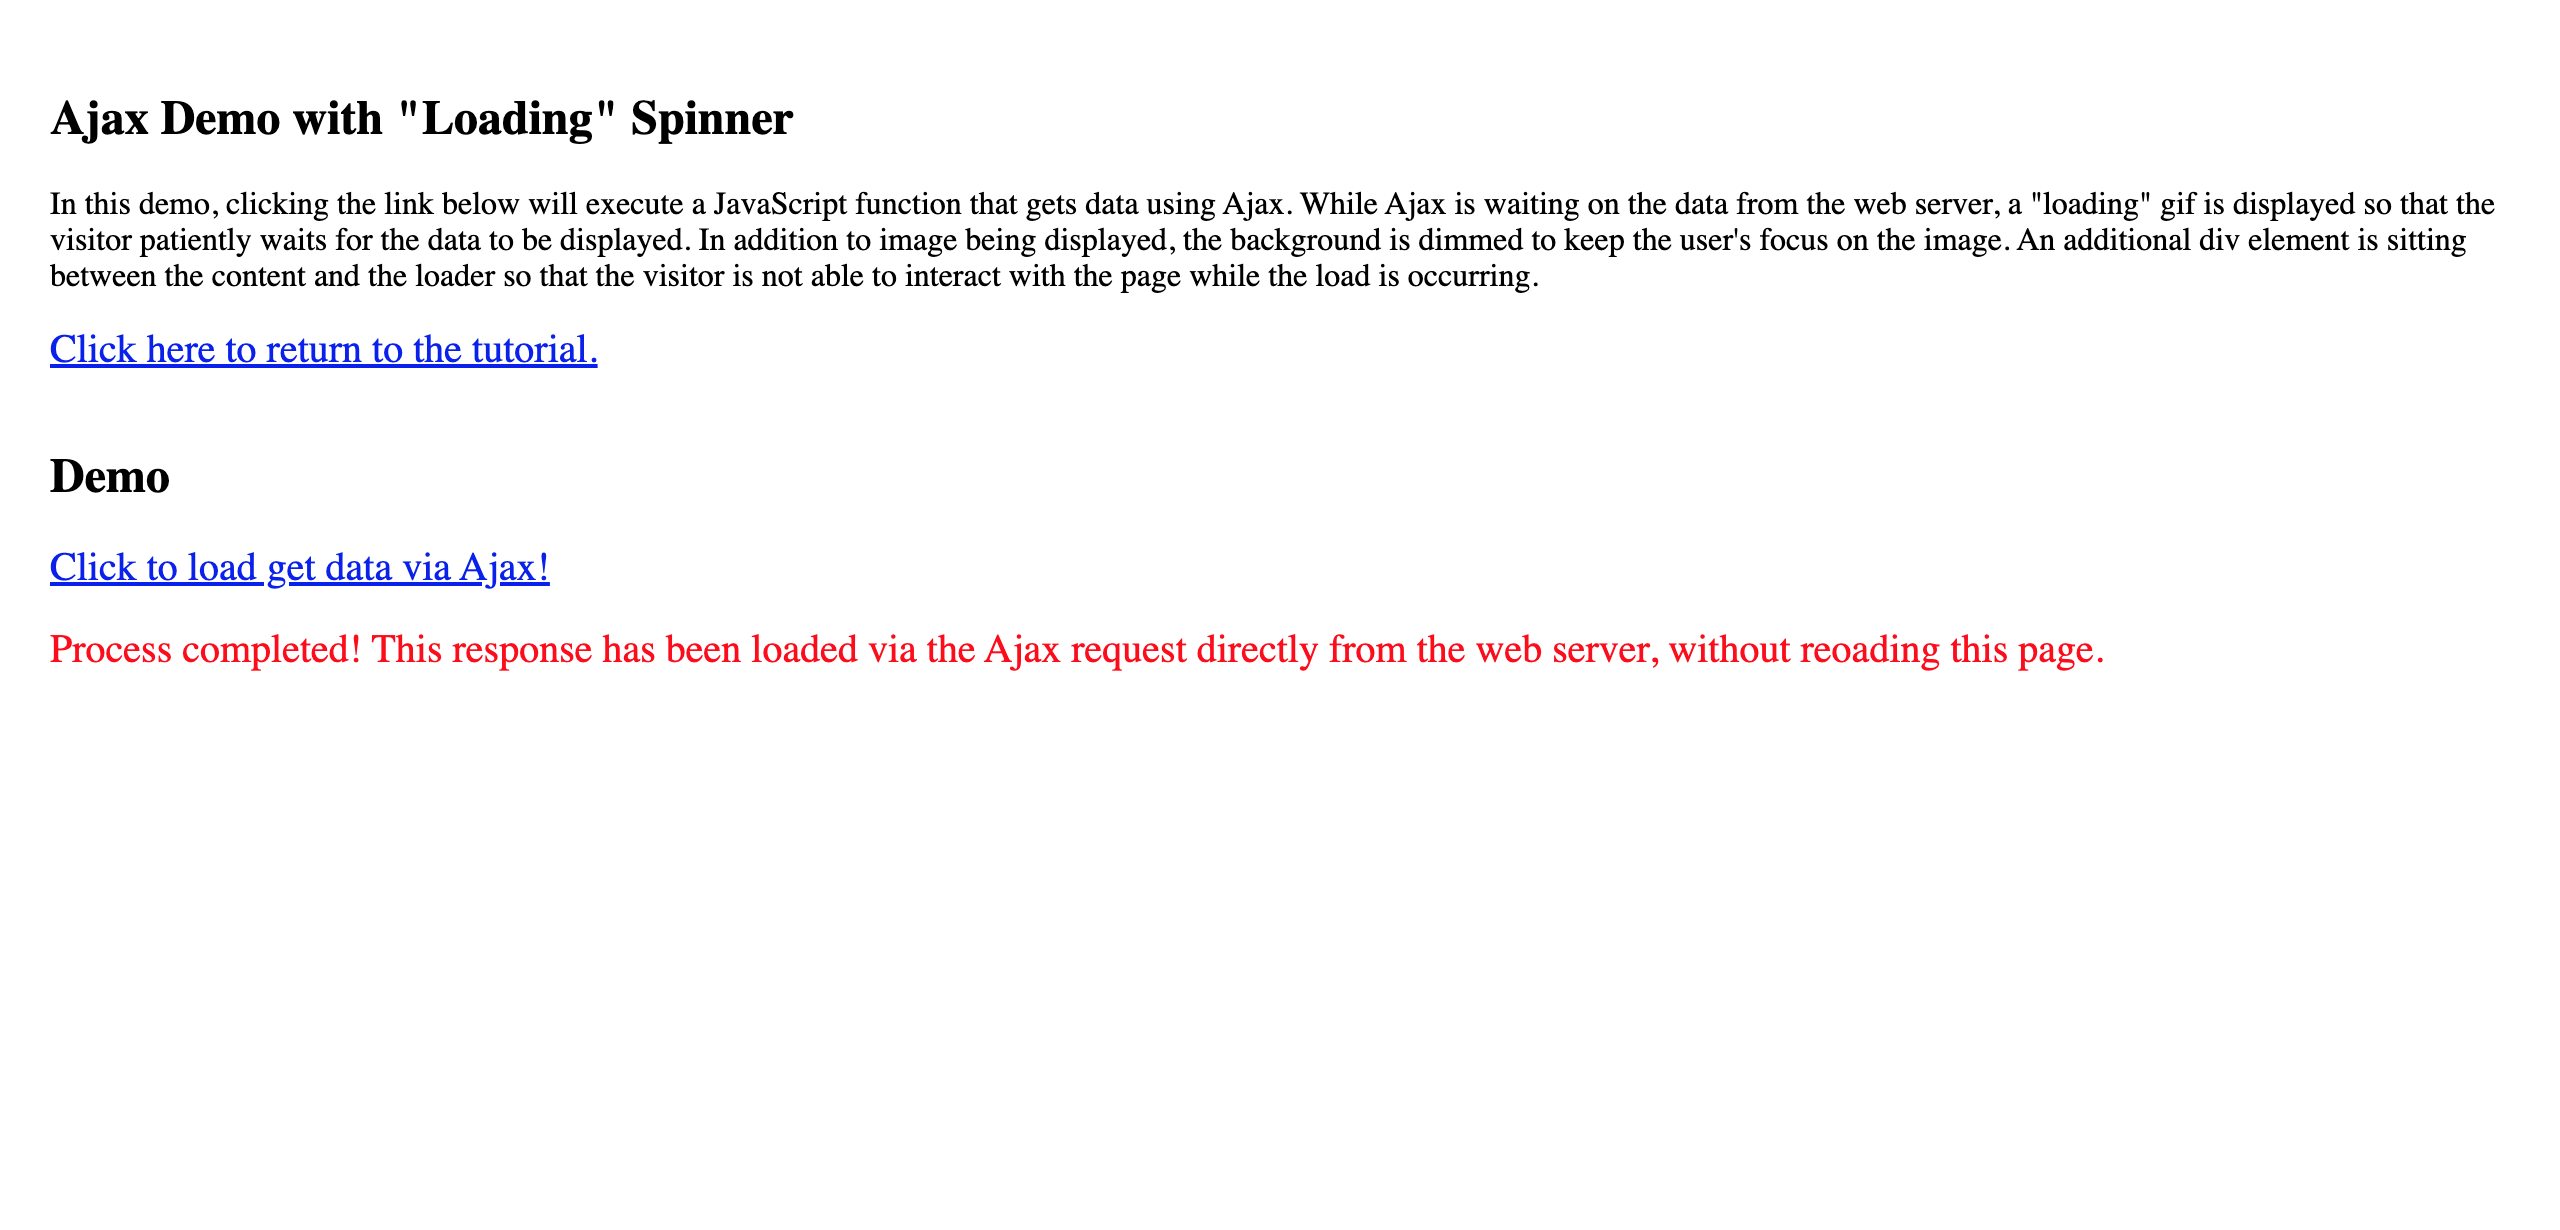 Ajax Demo with "Loading" Spinner
In this demo, clicking the link below will execute a JavaScript function that gets data using Ajax. While Ajax is waiting on the data from the web server, a "loading" gif is displayed so that the
visitor patiently waits for the data to be displayed. In addition to image being displayed, the background is dimmed to keep the user's focus on the image. An additional div element is sitting
between the content and the loader so that the visitor is not able to interact with the page while the load is occurring.
Click here to return to the tutorial.
Demo
Click to load get data via Ajax!
Process completed! This response has been loaded via the Ajax request directly from the web server, without reoading this page.